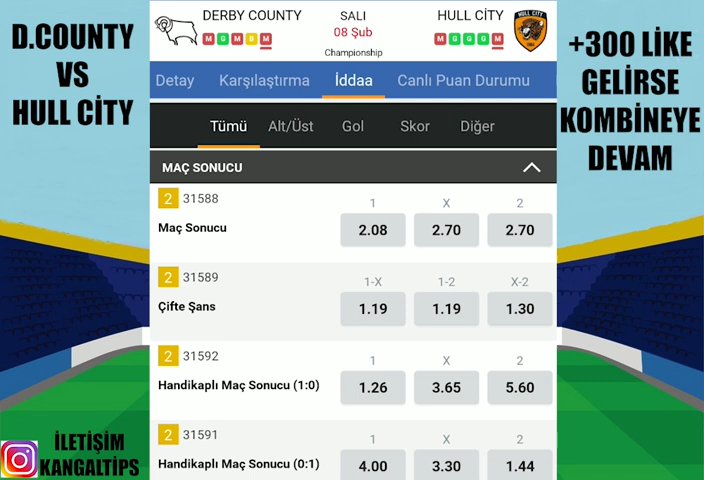 D.COUNTY
VS
HULL CİTY
DERBY COUNTY
M G M B M
SALI
08 Şub
Championship
HULL CİTY
M G G G M
HULL CITY
+300 LİKE
GELİRSE
KOMBİNEYE
DEVAM
Detay Karşılaştırma İddaa Canlı Puan Durumu
Tümü Alt/Üst Gol Skor Diğer
MAÇ SONUCU
2 31588
1 X 2
Maç Sonucu 2.08 2.70 2.70
2 31589
1-X 1-2 X-2
Çifte Şans 1.19 1.19 1.30
2 31592
1 X 2
Handikaplı Maç Sonucu (1:0) 1.26 3.65 5.60
2 31591
1 X 2
Handikaplı Maç Sonucu (0:1) 4.00 3.30 1.44
İLETİŞİM
KANGALTİPS